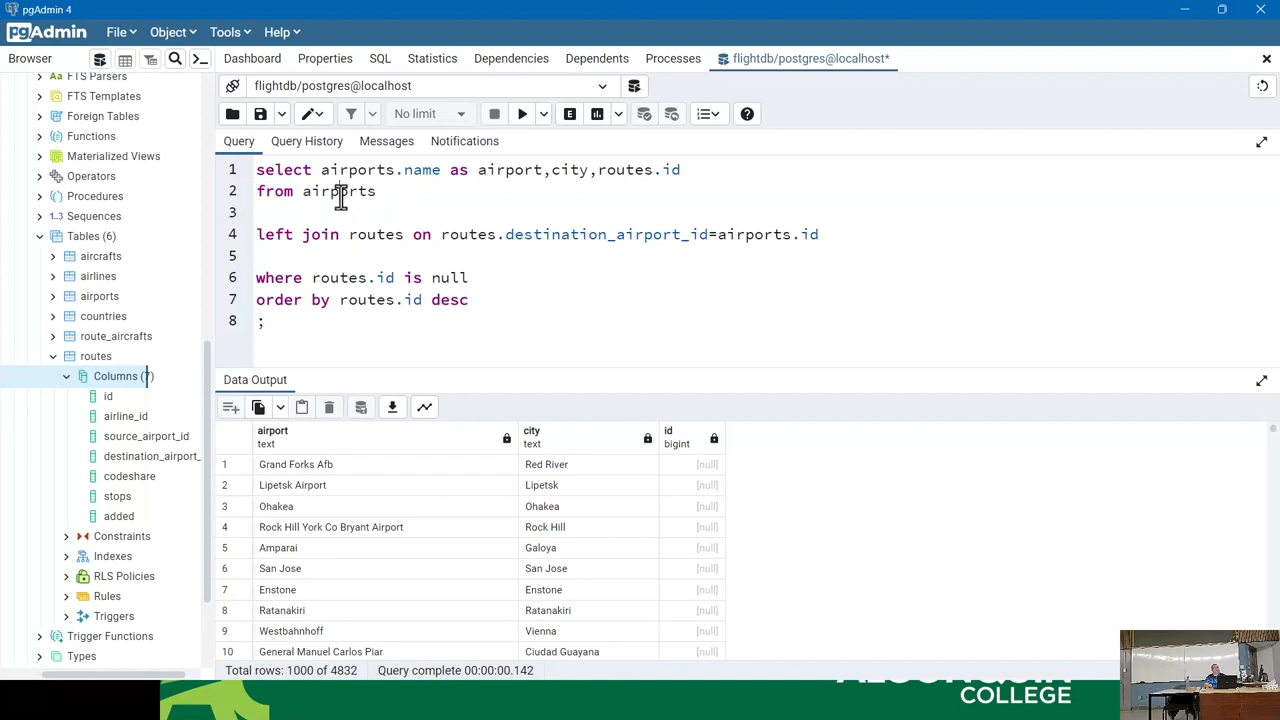 pgAdmin 4
pgAdmin
File
Object
Tools
Help
Browser
Dashboard
Properties
SQL
Statistics
Dependencies
Dependents
Processes
flightdb/postgres@localhost*
flightdb/postgres@localhost
No limit
Query
Query History
Messages
Notifications
Aa FTS Parsers
FTS Templates
Foreign Tables
Functions
Materialized Views
Operators
Procedures
1..3 Sequences
Tables (6)
aircrafts
airlines
airports
countries
route_aircrafts
routes
Columns (7)
id
airline_id
source_airport_id
destination_airport_
codeshare
stops
added
Constraints
Indexes
RLS Policies
Rules
Triggers
Trigger Functions
Types
1 select airports.name as airport,city,routes.id
2 from airports
3
4 left join routes on routes.destination_airport_id=airports.id
5
6 where routes.id is null
7 order by routes.id desc
8 ;
Data Output
airport city id
text text bigint
1 Grand Forks Afb Red River [null]
2 Lipetsk Airport Lipetsk [null]
3 Ohakea Ohakea [null]
4 Rock Hill York Co Bryant Airport Rock Hill [null]
5 Amparai Galoya [null]
6 San Jose San Jose [null]
7 Enstone Enstone [null]
8 Ratanakiri Ratanakiri [null]
9 Westbahnhoff Vienna [null]
10 General Manuel Carlos Piar Ciudad Guayana [null]
Total rows: 1000 of 4832 Query complete 00:00:00.142
ALGONQUIN
COLLEGE